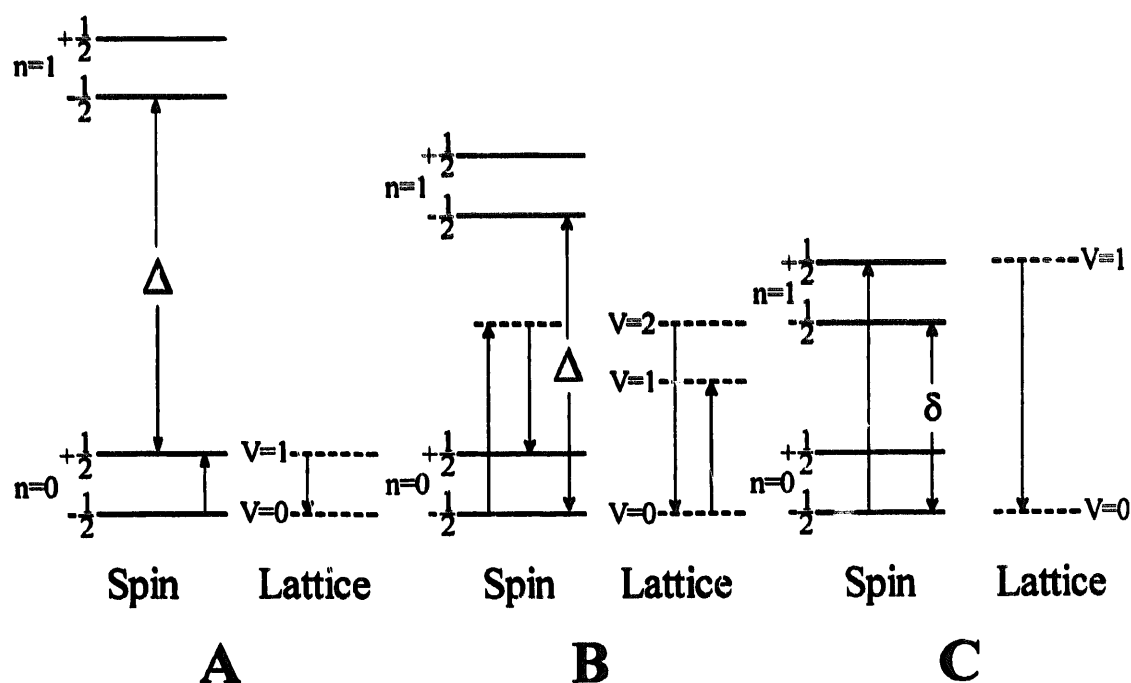 +1/2
n=1
-1/2
Δ
+1/2
n=0
-1/2
V=1
V=0
Spin Lattice
A
+1/2
n=1
-1/2
Δ
V=2
V=1
+1/2
n=0
-1/2
V=0
Spin Lattice
B
+1/2
n=1
-1/2
V=1
δ
+1/2
n=0
-1/2
V=0
Spin Lattice
C